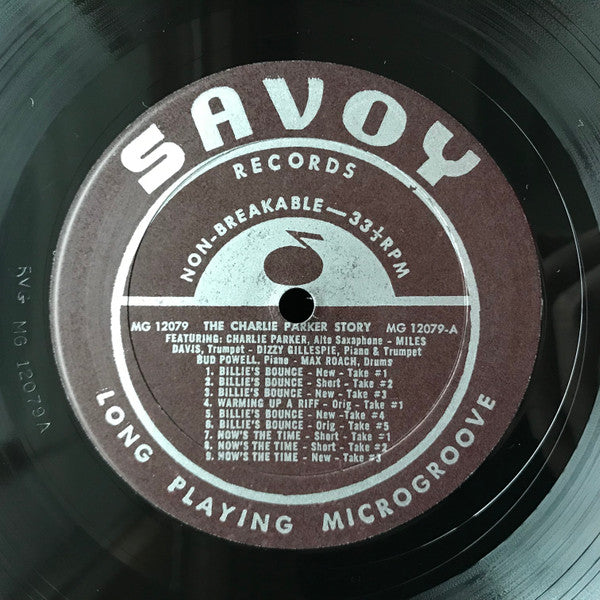 SAVOY
RECORDS
NON-BREAKABLE — 33⅓ RPM
MG 12079 THE CHARLIE PARKER STORY MG 12079-A
FEATURING: CHARLIE PARKER, Alto Saxaphone - MILES
DAVIS, Trumpet - DIZZY GILLESPIE, Piano & Trumpet
BUD POWELL, Piano - MAX ROACH, Drums
1. BILLIE'S BOUNCE - New - Take #1
2. BILLIE'S BOUNCE - Short - Take #2
3. BILLIE'S BOUNCE - New - Take #3
4. WARMING UP A RIFF - Orig - Take #1
5. BILLIE'S BOUNCE - New - Take #4
6. BILLIE'S BOUNCE - Orig - Take #5
7. NOW'S THE TIME - Short - Take #1
8. NOW'S THE TIME - Short - Take #2
9. NOW'S THE TIME - New - Take #3
LONG PLAYING MICROGROOVE
RVG MG 12079A